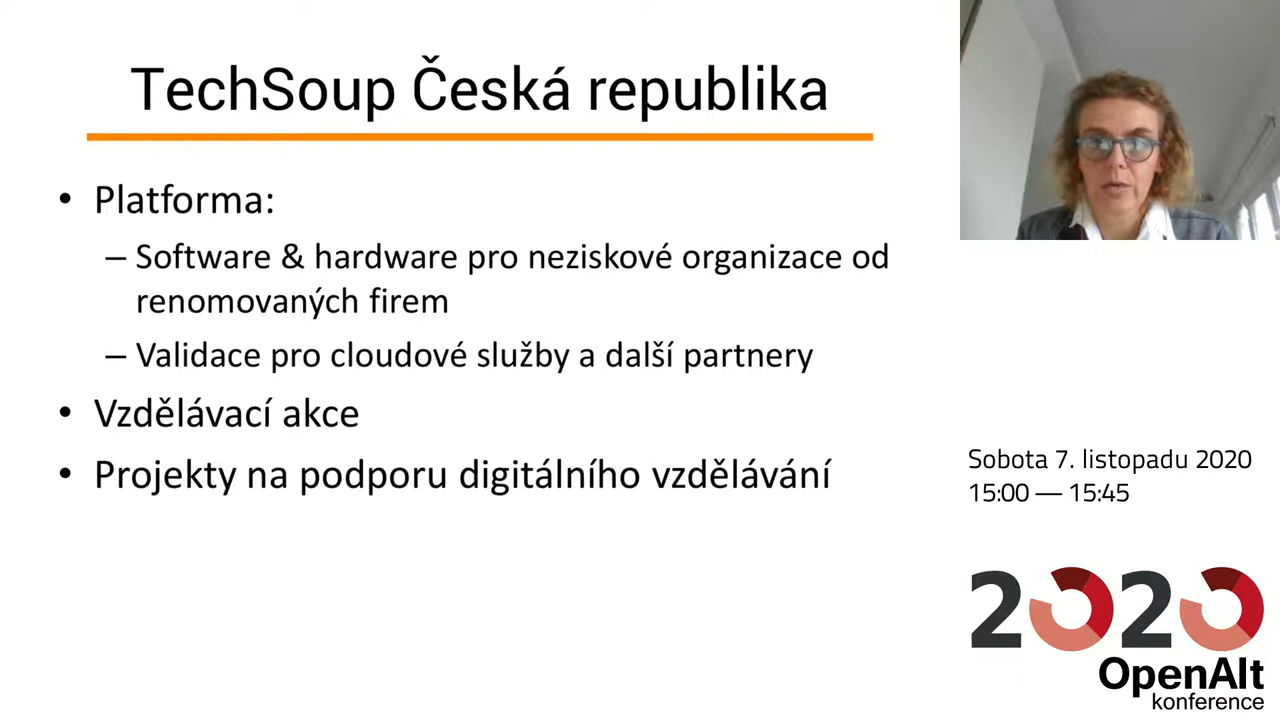 TechSoup Česká republika
• Platforma:
– Software & hardware pro neziskové organizace od
renomovaných firem
– Validace pro cloudové služby a další partnery
• Vzdělávací akce
• Projekty na podporu digitálního vzdělávání
Sobota 7. listopadu 2020
15:00 — 15:45
2020
OpenAlt
konference